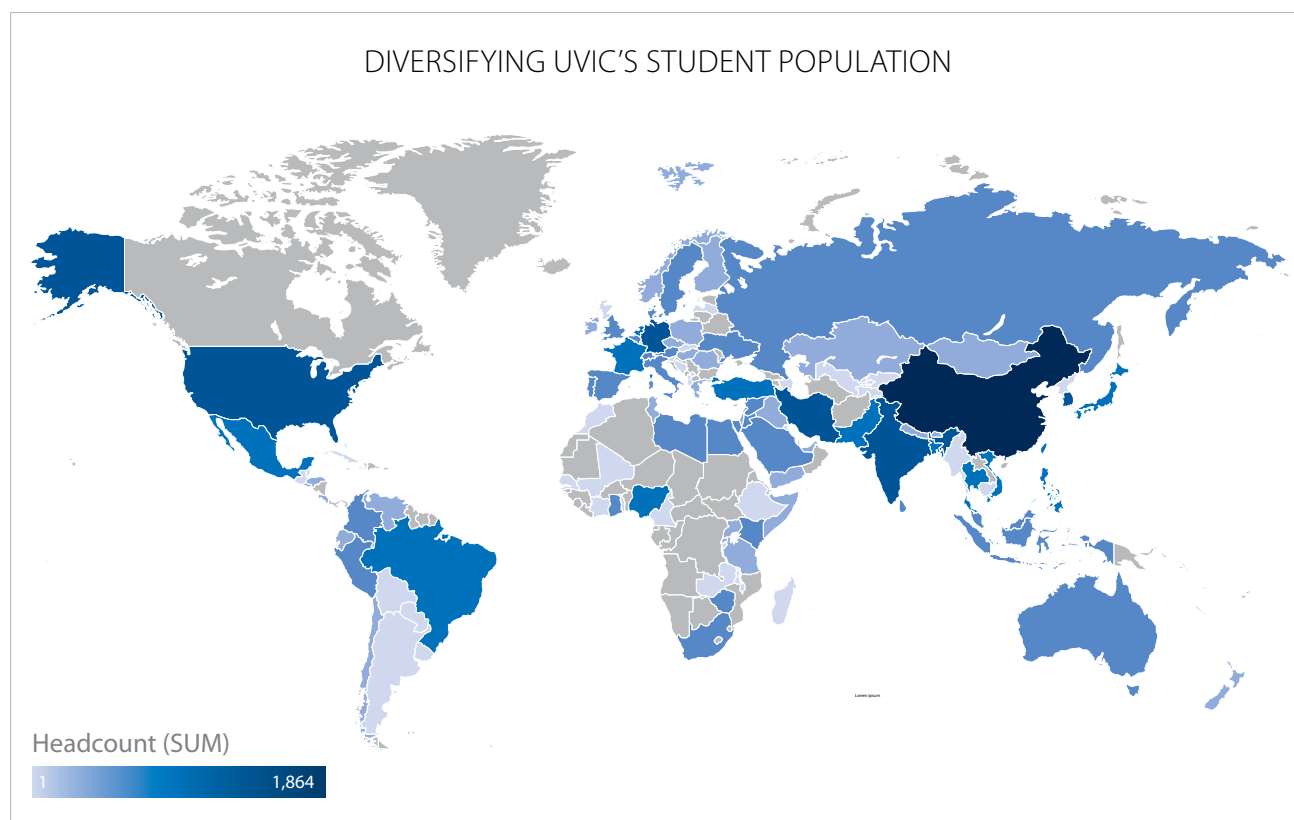 DIVERSIFYING UVIC'S STUDENT POPULATION
Lorem ipsum
Headcount (SUM)
1
1,864